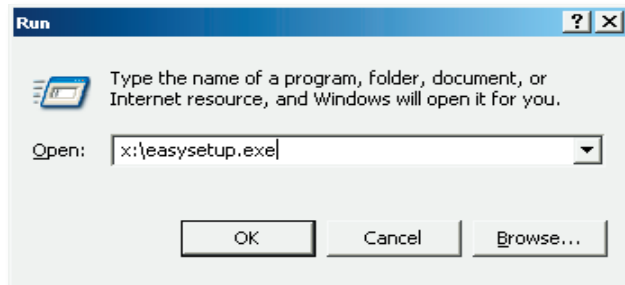 Run
Type the name of a program, folder, document, or
Internet resource, and Windows will open it for you.
Open: x:\easysetup.exe
OK Cancel Browse...